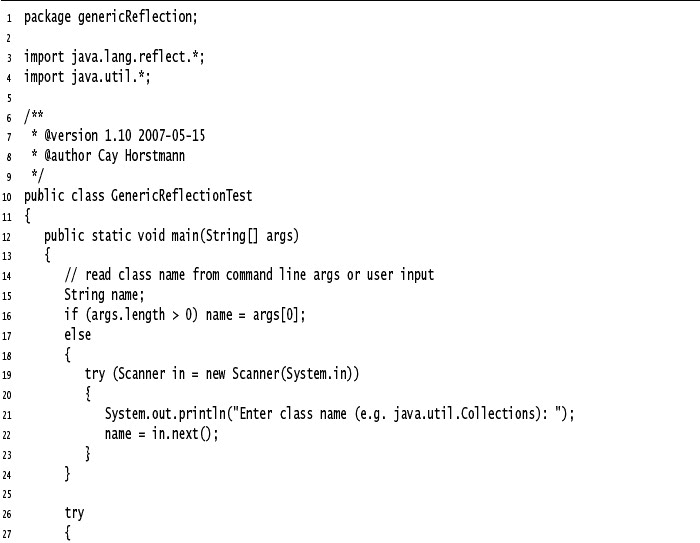 1 package genericReflection;
2
3 import java.lang.reflect.*;
4 import java.util.*;
5
6 /**
7  * @version 1.10 2007-05-15
8  * @author Cay Horstmann
9  */
10 public class GenericReflectionTest
11 {
12    public static void main(String[] args)
13    {
14       // read class name from command line args or user input
15       String name;
16       if (args.length > 0) name = args[0];
17       else
18       {
19          try (Scanner in = new Scanner(System.in))
20          {
21             System.out.println("Enter class name (e.g. java.util.Collections): ");
22             name = in.next();
23          }
24       }
25
26       try
27       {